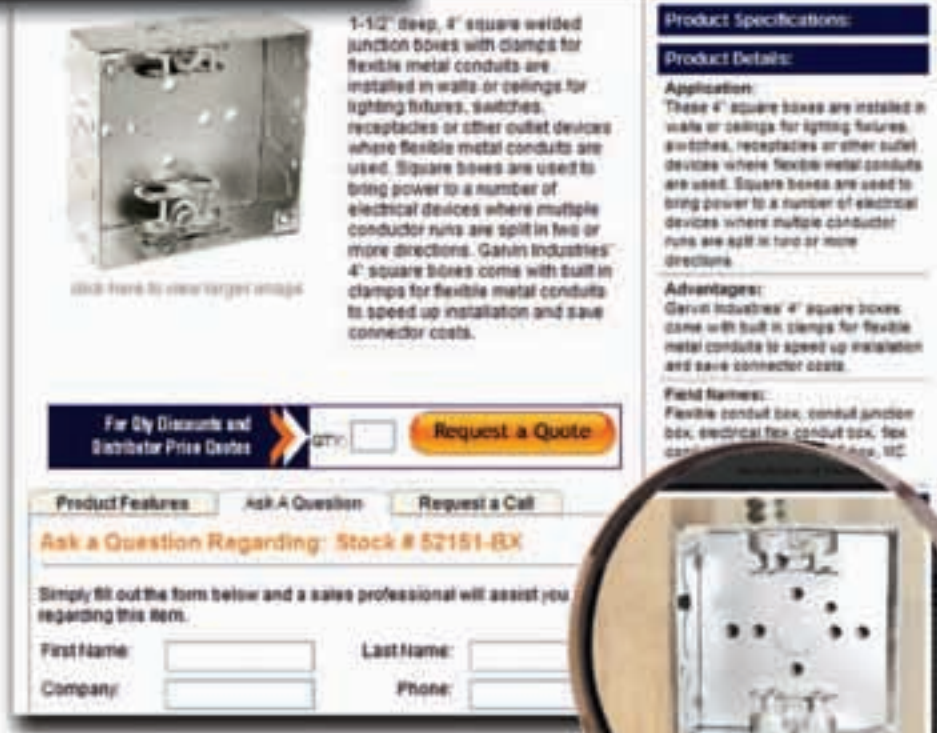 1-1/2" deep, 4" square welded
junction boxes with clamps for
flexible metal conduits are
installed in walls or ceilings for
lighting fixtures, switches,
receptacles or other outlet devices
where flexible metal conduits are
used. Square boxes are used to
bring power to a number of
electrical devices where multiple
conductor runs are split in two or
more directions. Garvin Industries'
4" square boxes come with built in
clamps for flexible metal conduits
to speed up installation and save
connector costs.
click here to view larger image
For Qty Discounts and
Distributor Price Quotes
QTY:
Request a Quote
Product Features
Ask A Question
Request a Call
Ask a Question Regarding: Stock # 52151-BX
Simply fill out the form below and a sales professional will assist you
regarding this item.
First Name:
Last Name:
Company:
Phone:
Product Specifications:
Product Details:
Application:
These 4" square boxes are installed in
walls or ceilings for lighting fixtures,
switches, receptacles or other outlet
devices where flexible metal conduits
are used. Square boxes are used to
bring power to a number of electrical
devices where multiple conductor
runs are split in two or more
directions
Advantages:
Garvin Industries' 4" square boxes
come with built in clamps for flexible
metal conduits to speed up installation
and save connector costs.
Field Names:
Flexible conduit box, conduit junction
box, electrical flex conduit box, flex
box, MC